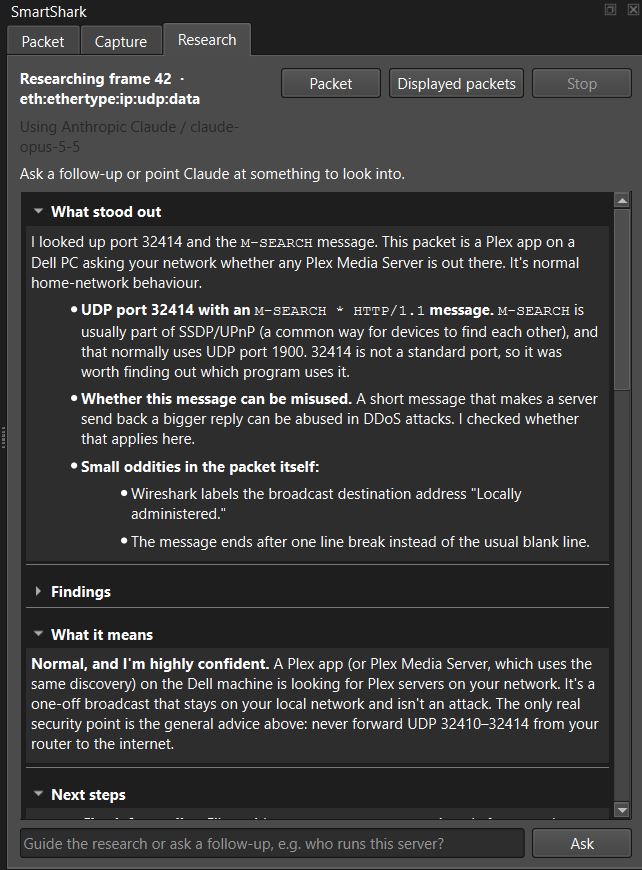 SmartShark
Packet
Capture
Research
Researching frame 42 ·
eth:ethertype:ip:udp:data
Packet
Displayed packets
Stop
Using Anthropic Claude / claude-
opus-5-5
Ask a follow-up or point Claude at something to look into.
What stood out
I looked up port 32414 and the M-SEARCH message. This packet is a Plex app on a
Dell PC asking your network whether any Plex Media Server is out there. It's normal
home-network behaviour.
• UDP port 32414 with an M-SEARCH * HTTP/1.1 message. M-SEARCH is
usually part of SSDP/UPnP (a common way for devices to find each other), and
that normally uses UDP port 1900. 32414 is not a standard port, so it was
worth finding out which program uses it.
• Whether this message can be misused. A short message that makes a server
send back a bigger reply can be abused in DDoS attacks. I checked whether
that applies here.
• Small oddities in the packet itself:
• Wireshark labels the broadcast destination address "Locally
administered."
• The message ends after one line break instead of the usual blank line.
Findings
What it means
Normal, and I'm highly confident. A Plex app (or Plex Media Server, which uses the
same discovery) on the Dell machine is looking for Plex servers on your network. It's a
one-off broadcast that stays on your local network and isn't an attack. The only real
security point is the general advice above: never forward UDP 32410–32414 from your
router to the internet.
Next steps
Guide the research or ask a follow-up, e.g. who runs this server?
Ask